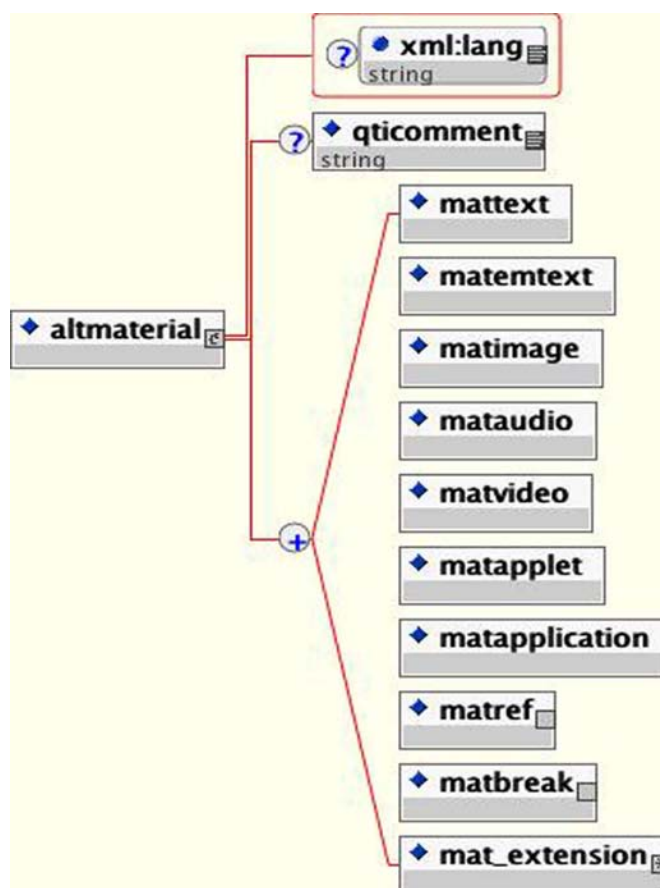 ?
xml:lang
string
?
qticomment
string
mattext
matemtext
altmaterial
matimage
mataudio
matvideo
+
matapplet
matapplication
matref
matbreak
mat_extension